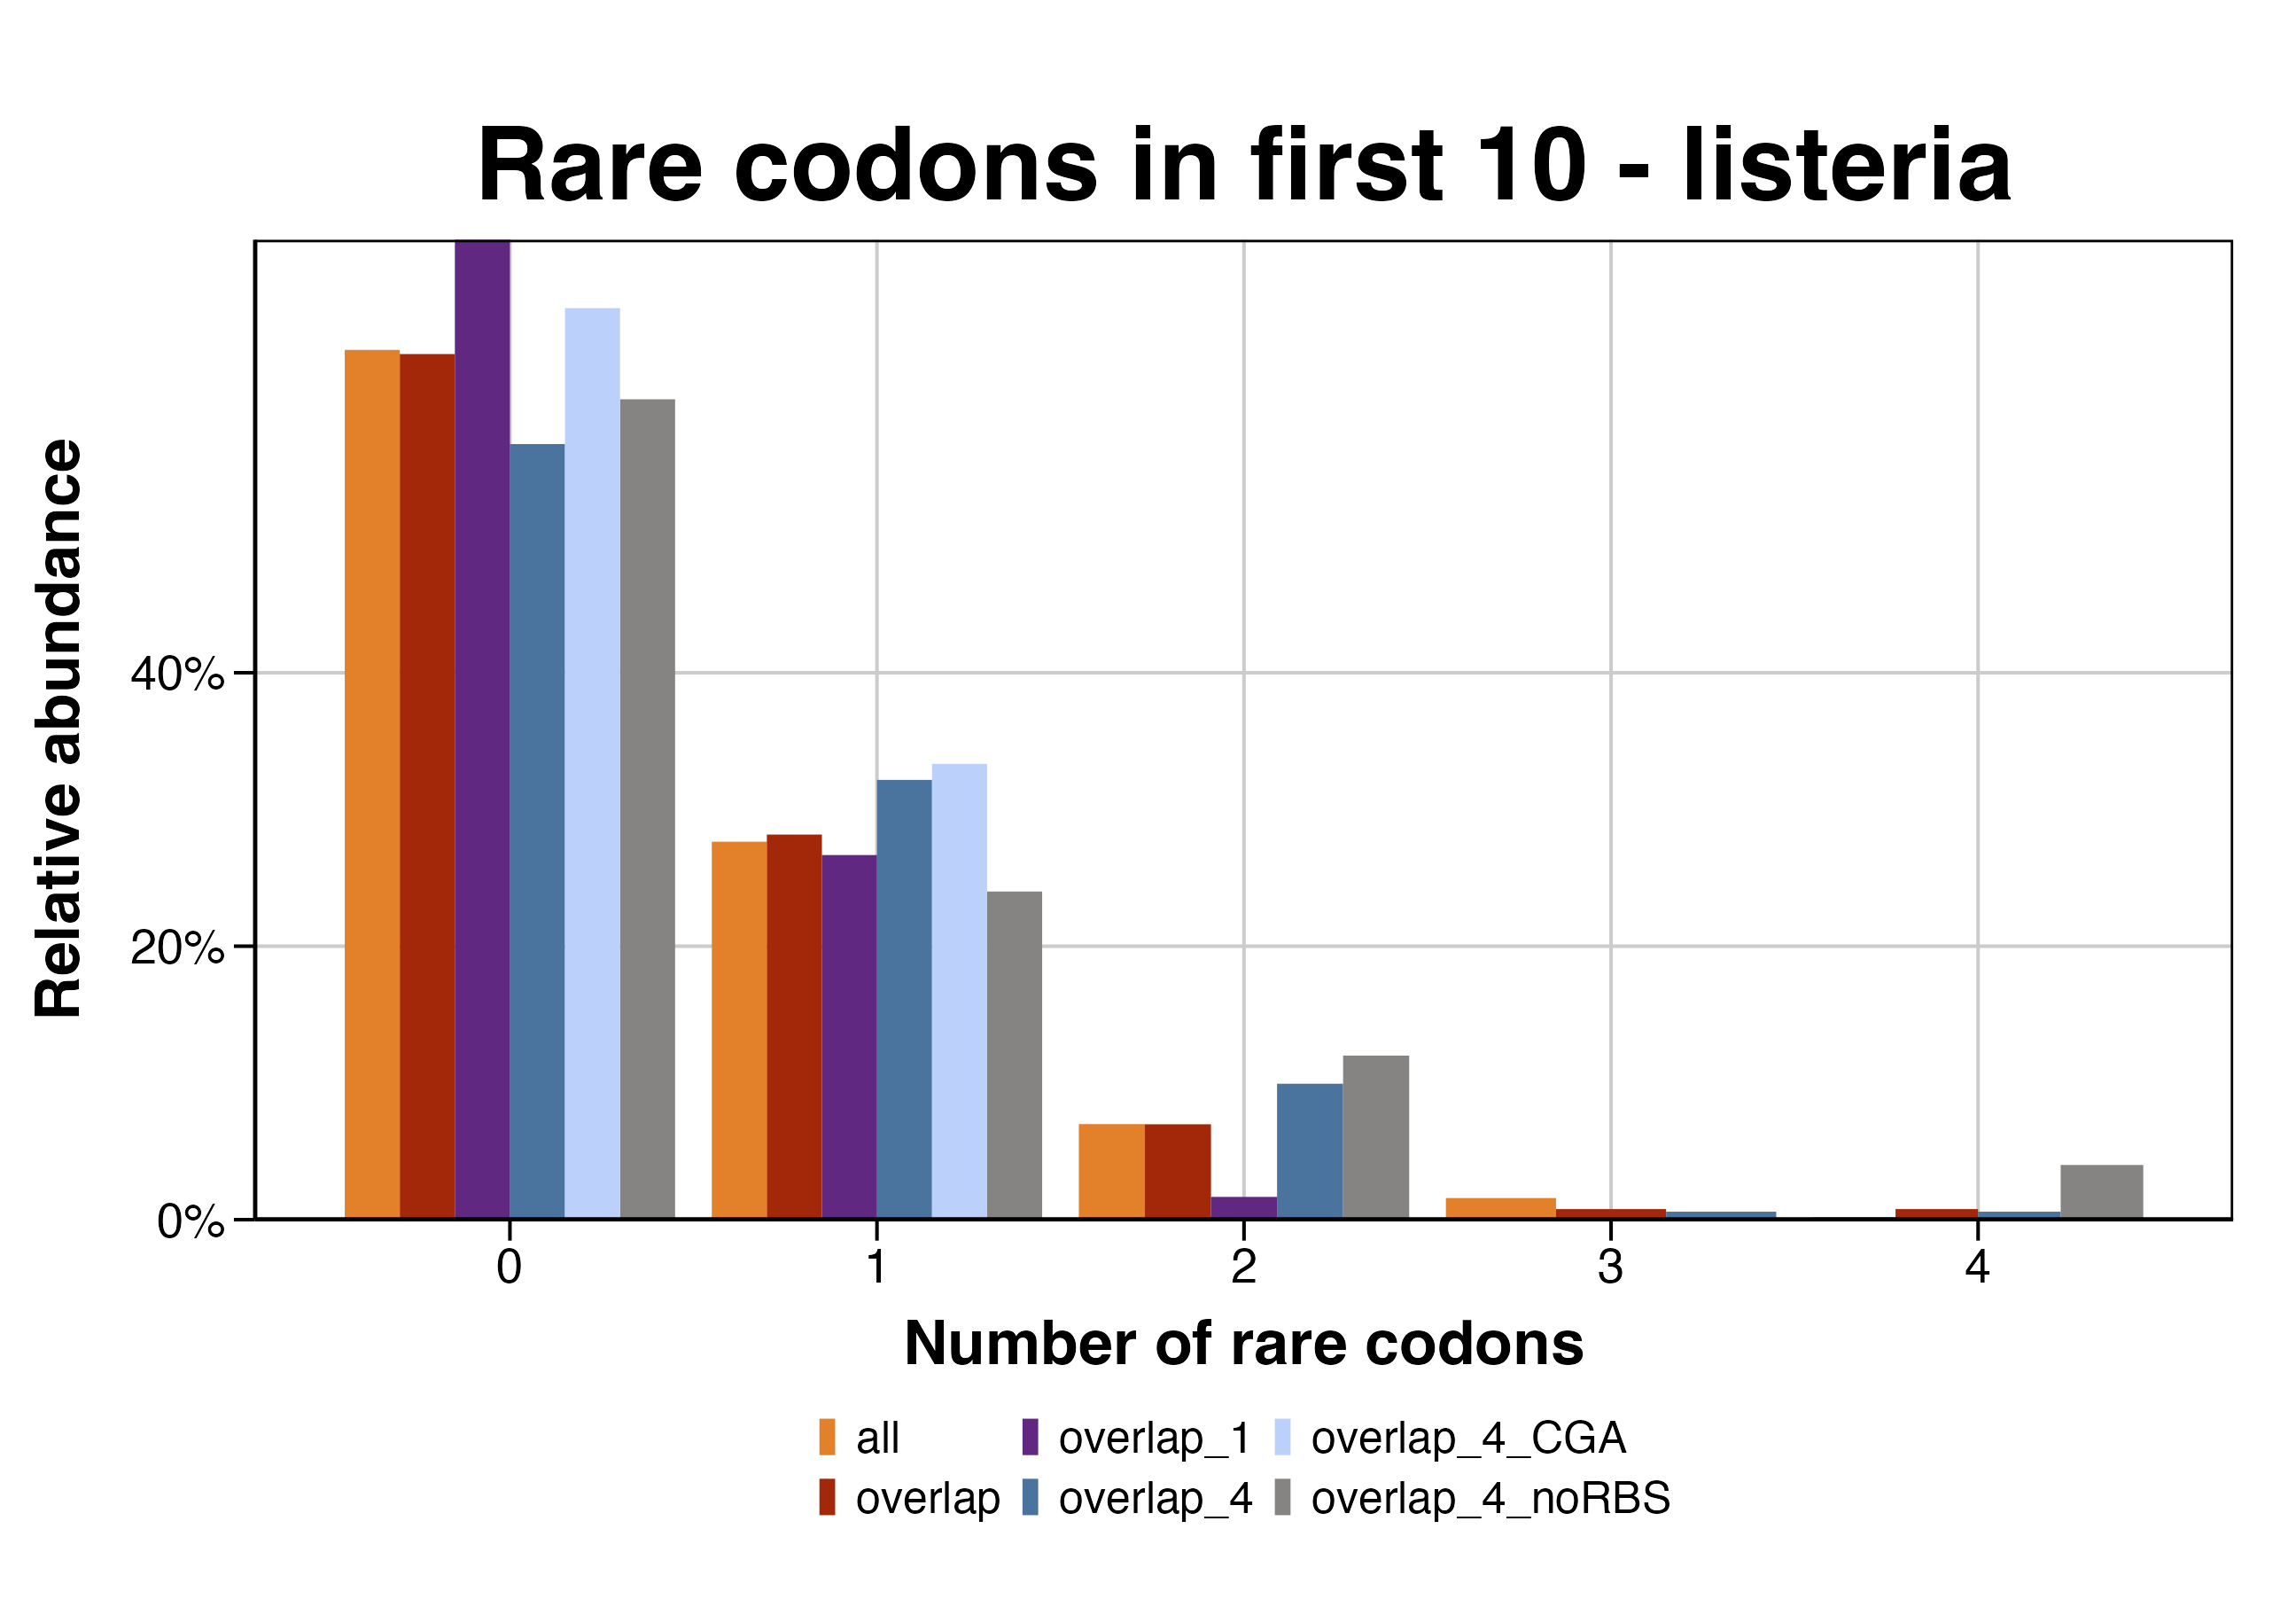 Rare codons in first 10 - listeria
Relative abundance
40%
20%
0%
0 1 2 3 4
Number of rare codons
all overlap_1 overlap_4_CGA
overlap overlap_4 overlap_4_noRBS